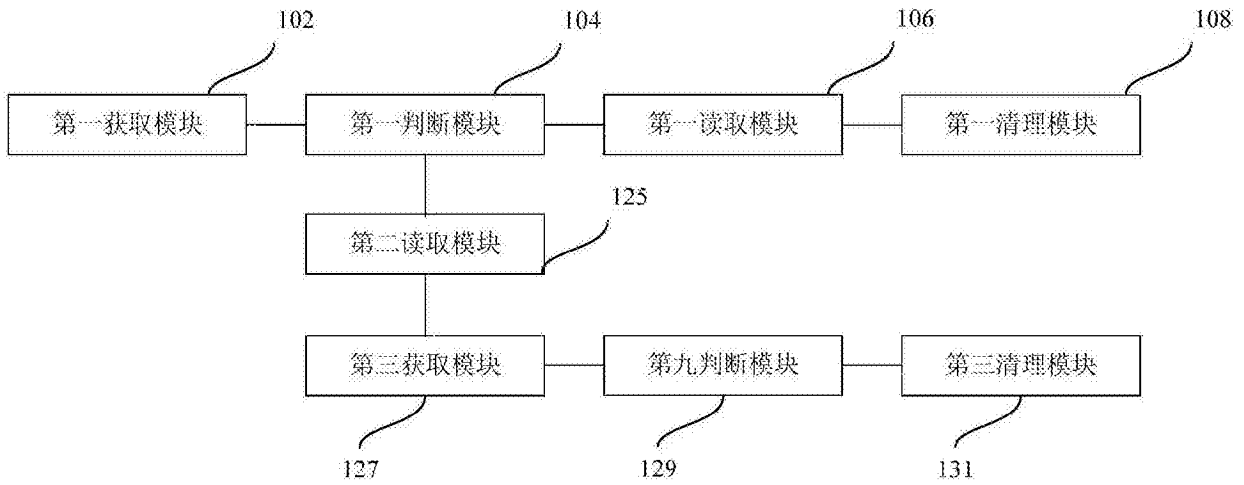 102
104
106
108
第一获取模块
第一判断模块
第一读取模块
第一清理模块
125
第二读取模块
第三获取模块
第九判断模块
第三清理模块
127
129
131